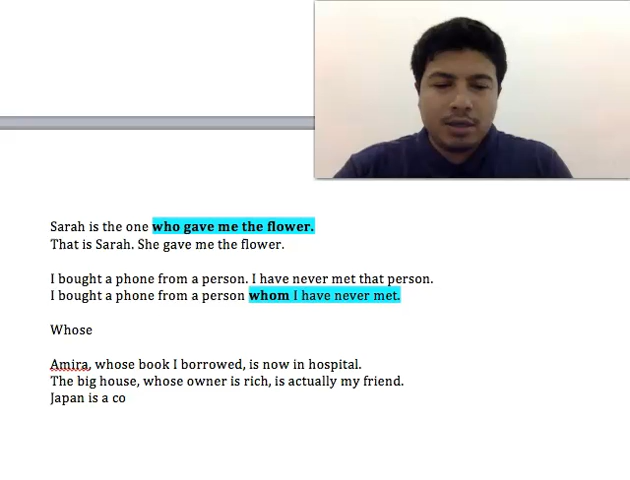 Sarah is the one who gave me the flower.
That is Sarah. She gave me the flower.
I bought a phone from a person. I have never met that person.
I bought a phone from a person whom I have never met.
Whose
Amira, whose book I borrowed, is now in hospital.
The big house, whose owner is rich, is actually my friend.
Japan is a co